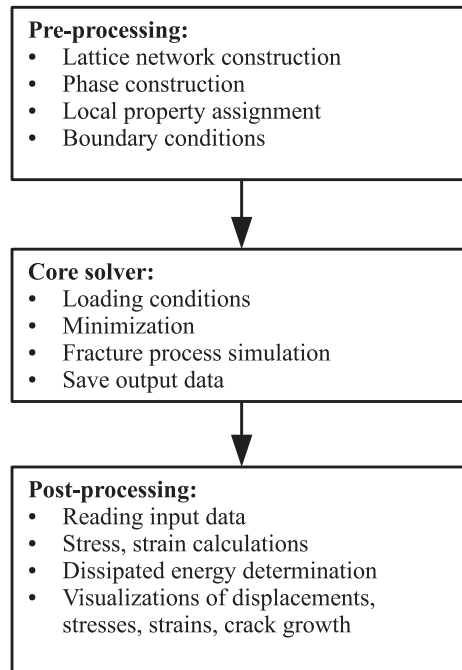 Pre-processing:
• Lattice network construction
• Phase construction
• Local property assignment
• Boundary conditions
Core solver:
• Loading conditions
• Minimization
• Fracture process simulation
• Save output data
Post-processing:
• Reading input data
• Stress, strain calculations
• Dissipated energy determination
• Visualizations of displacements,
stresses, strains, crack growth